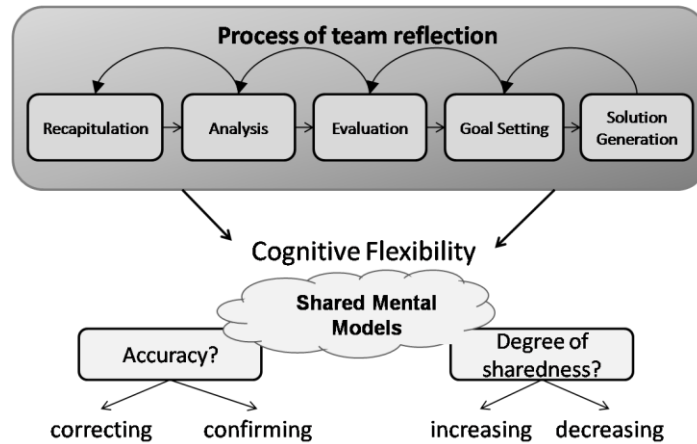 Process of team reflection
Recapitulation
Analysis
Evaluation
Goal Setting
Solution
Generation
Cognitive Flexibility
Shared Mental
Models
Accuracy?
Degree of
sharedness?
correcting
confirming
increasing
decreasing